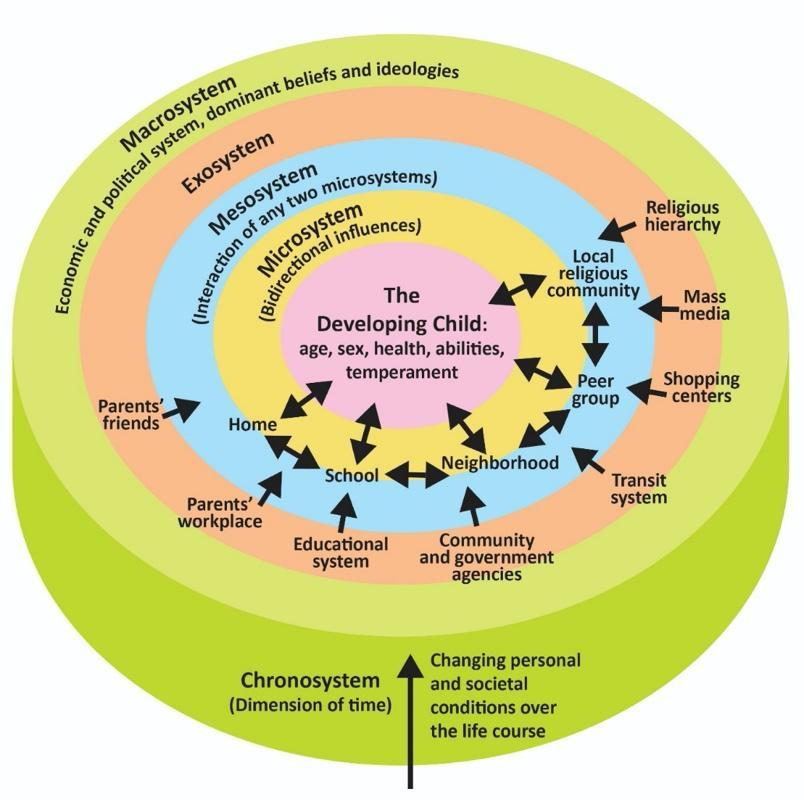 Macrosystem
Economic and political system, dominant beliefs and ideologies
Exosystem
Mesosystem
(Interaction of any two microsystems)
Microsystem
(Bidirectional influences)
The
Developing Child:
age, sex, health, abilities,
temperament
Religious
hierarchy
Local
religious
community
Mass
media
Peer
group
Shopping
centers
Parents'
friends
Home
School
Neighborhood
Transit
system
Parents'
workplace
Educational
system
Community
and government
agencies
Chronosystem
(Dimension of time)
Changing personal
and societal
conditions over
the life course